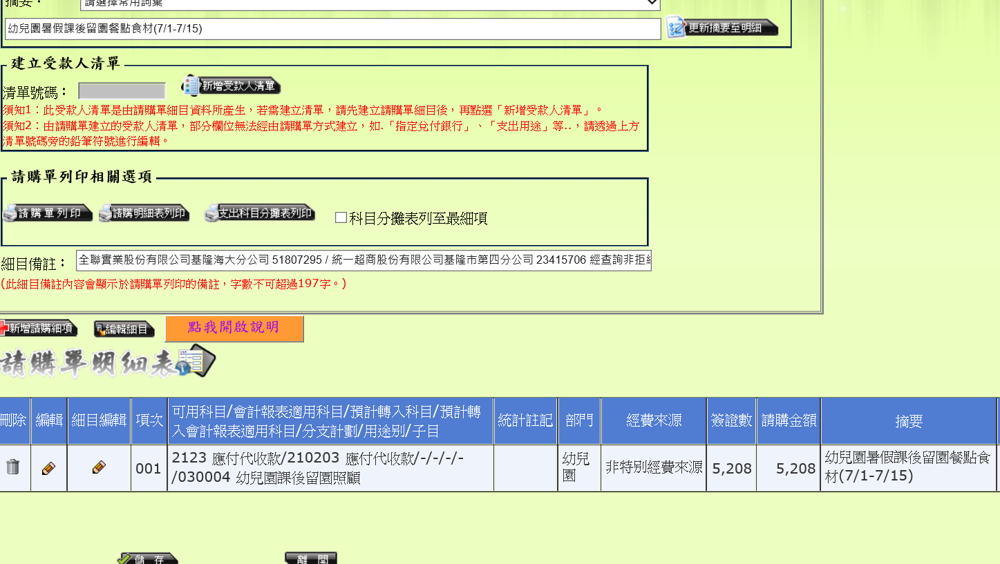 摘要： 請選擇常用詞彙
幼兒園暑假課後留園餐點食材(7/1-7/15) 更新摘要至明細
建立受款人清單
清單號碼： 新增受款人清單
須知1：此受款人清單是由請購單細目資料所產生，若需建立清單，請先建立請購單細目後，再點選「新增受款人清單」。
須知2：由請購單建立的受款人清單，部分欄位無法經由請購單方式建立，如.「指定兌付銀行」、「支出用途」等..，請透過上方
清單號碼旁的鉛筆符號進行編輯。
請購單列印相關選項
請購單列印 請購明細表列印 支出科目分攤表列印 科目分攤表列至最細項
細目備註： 全聯實業股份有限公司基隆海大分公司 51807295 / 統一超商股份有限公司基隆市第四分公司 23415706 經查詢非拒
(此細目備註內容會顯示於請購單列印的備註，字數不可超過197字。)
新增請購細項 編輯細目 點我開啟說明
請購單明細表
刪除 編輯 細目編輯 項次 可用科目/會計報表適用科目/預計轉入科目/預計轉 統計註記 部門 經費來源 簽證數 請購金額 摘要
入會計報表適用科目/分支計劃/用途別/子目
001 2123 應付代收款/210203 應付代收款/-/-/-/- 幼兒 非特別經費來源 5,208 5,208 幼兒園暑假課後留園餐點食
/030004 幼兒園課後留園照顧 園 材(7/1-7/15)
儲存 離開